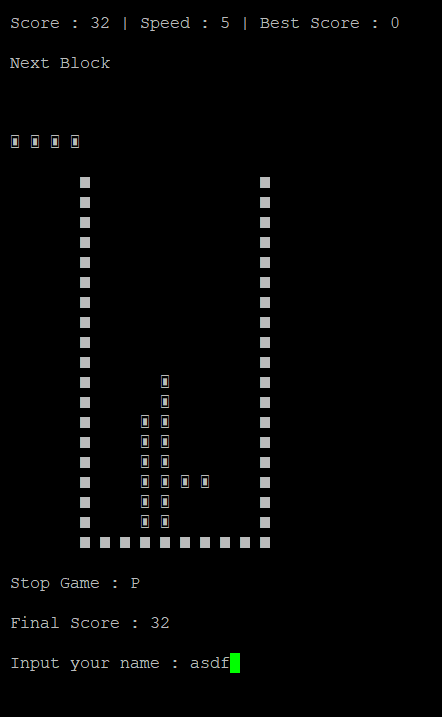 Score : 32 | Speed : 5 | Best Score : 0
Next Block
Stop Game : P
Final Score : 32
Input your name : asdf